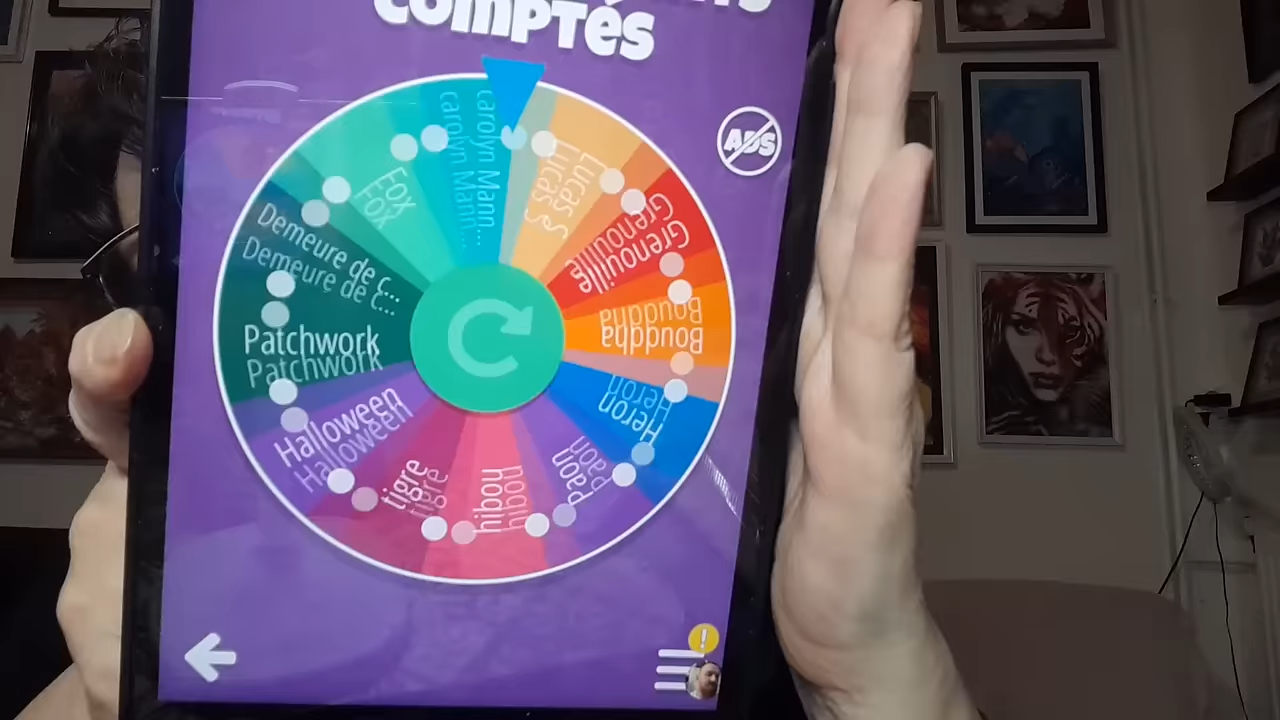 COMPTÉS
ADS
carolyn Mann...
Lucas S
Grenouille
Bouddha
Heron
paon
hibou
tigre
Halloween
Patchwork
Demeure de c...
FOX
!